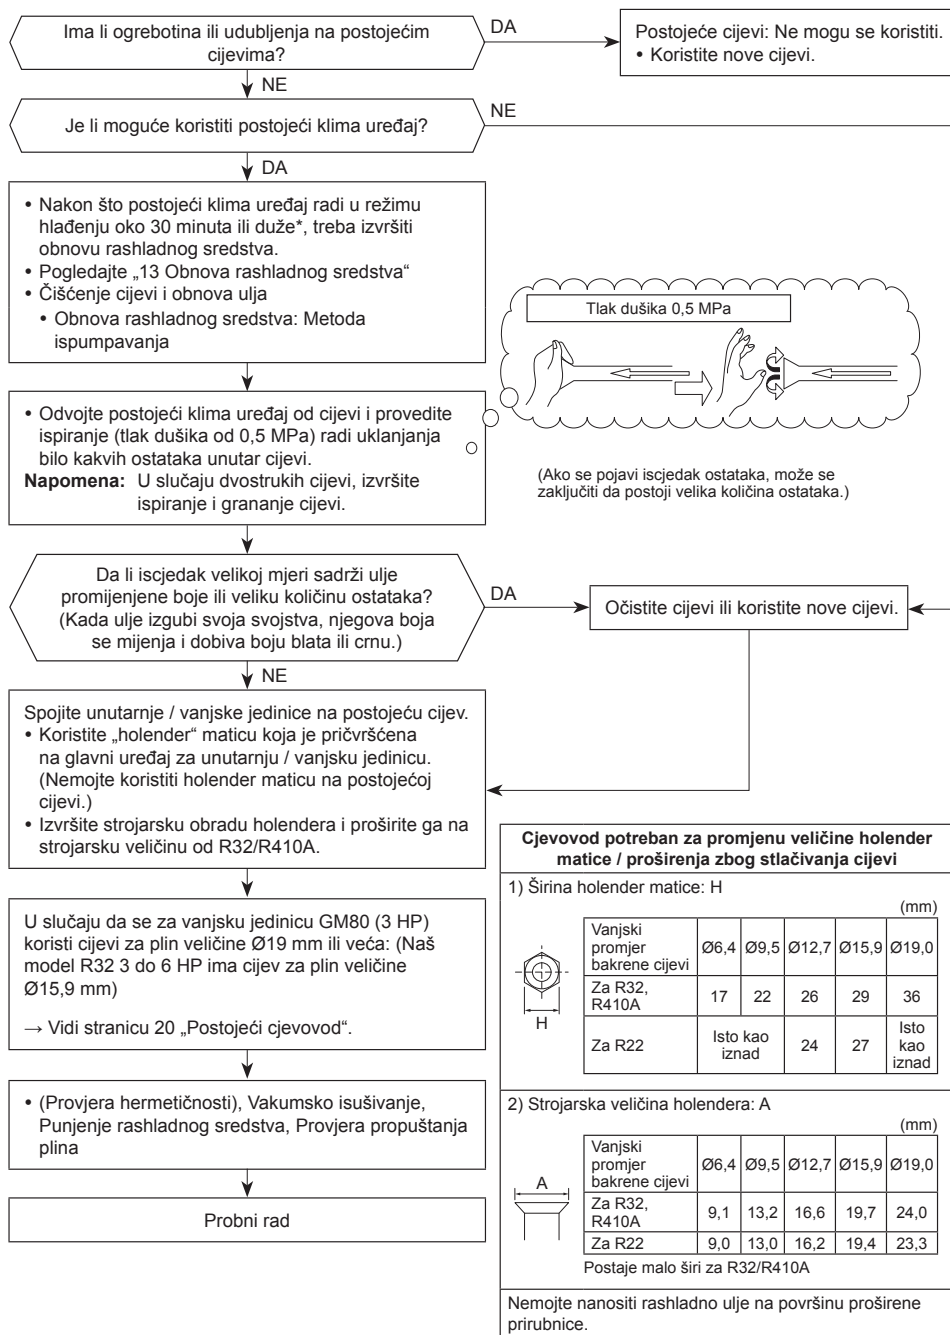 Ima li ogrebotina ili udubljenja na postojećim
cijevima?
DA
Postojeće cijevi: Ne mogu se koristiti.
• Koristite nove cijevi.
NE
Je li moguće koristiti postojeći klima uređaj?
NE
DA
• Nakon što postojeći klima uređaj radi u režimu
hlađenju oko 30 minuta ili duže*, treba izvršiti
obnovu rashladnog sredstva.
• Pogledajte „13 Obnova rashladnog sredstva“
• Čišćenje cijevi i obnova ulja
• Obnova rashladnog sredstva: Metoda
ispumpavanja
Tlak dušika 0,5 MPa
• Odvojte postojeći klima uređaj od cijevi i provedite
ispiranje (tlak dušika od 0,5 MPa) radi uklanjanja
bilo kakvih ostataka unutar cijevi.
Napomena: U slučaju dvostrukih cijevi, izvršite
ispiranje i grananje cijevi.
(Ako se pojavi iscjedak ostataka, može se
zaključiti da postoji velika količina ostataka.)
Da li iscjedak velikoj mjeri sadrži ulje
promijenjene boje ili veliku količinu ostataka?
(Kada ulje izgubi svoja svojstva, njegova boja
se mijenja i dobiva boju blata ili crnu.)
DA
Očistite cijevi ili koristite nove cijevi.
NE
Spojite unutarnje / vanjske jedinice na postojeću cijev.
• Koristite „holender“ maticu koja je pričvršćena
na glavni uređaj za unutarnju / vanjsku jedinicu.
(Nemojte koristiti holender maticu na postojećoj
cijevi.)
• Izvršite strojarsku obradu holendera i proširite ga na
strojarsku veličinu od R32/R410A.
U slučaju da se za vanjsku jedinicu GM80 (3 HP)
koristi cijevi za plin veličine Ø19 mm ili veća: (Naš
model R32 3 do 6 HP ima cijev za plin veličine
Ø15,9 mm)
→ Vidi stranicu 20 „Postojeći cjevovod“.
• (Provjera hermetičnosti), Vakumsko isušivanje,
Punjenje rashladnog sredstva, Provjera propuštanja
plina
Probni rad
Cjevovod potreban za promjenu veličine holender
matice / proširenja zbog stlačivanja cijevi
1) Širina holender matice: H
(mm)
H
Vanjski
promjer
bakrene cijevi
Ø6,4 Ø9,5 Ø12,7 Ø15,9 Ø19,0
Za R32,
R410A
17 22 26 29 36
Za R22
Isto kao
iznad
24 27
Isto
kao
iznad
2) Strojarska veličina holendera: A
(mm)
A
Vanjski
promjer
bakrene cijevi
Ø6,4 Ø9,5 Ø12,7 Ø15,9 Ø19,0
Za R32,
R410A
9,1 13,2 16,6 19,7 24,0
Za R22 9,0 13,0 16,2 19,4 23,3
Postaje malo širi za R32/R410A
Nemojte nanositi rashladno ulje na površinu proširene
prirubnice.